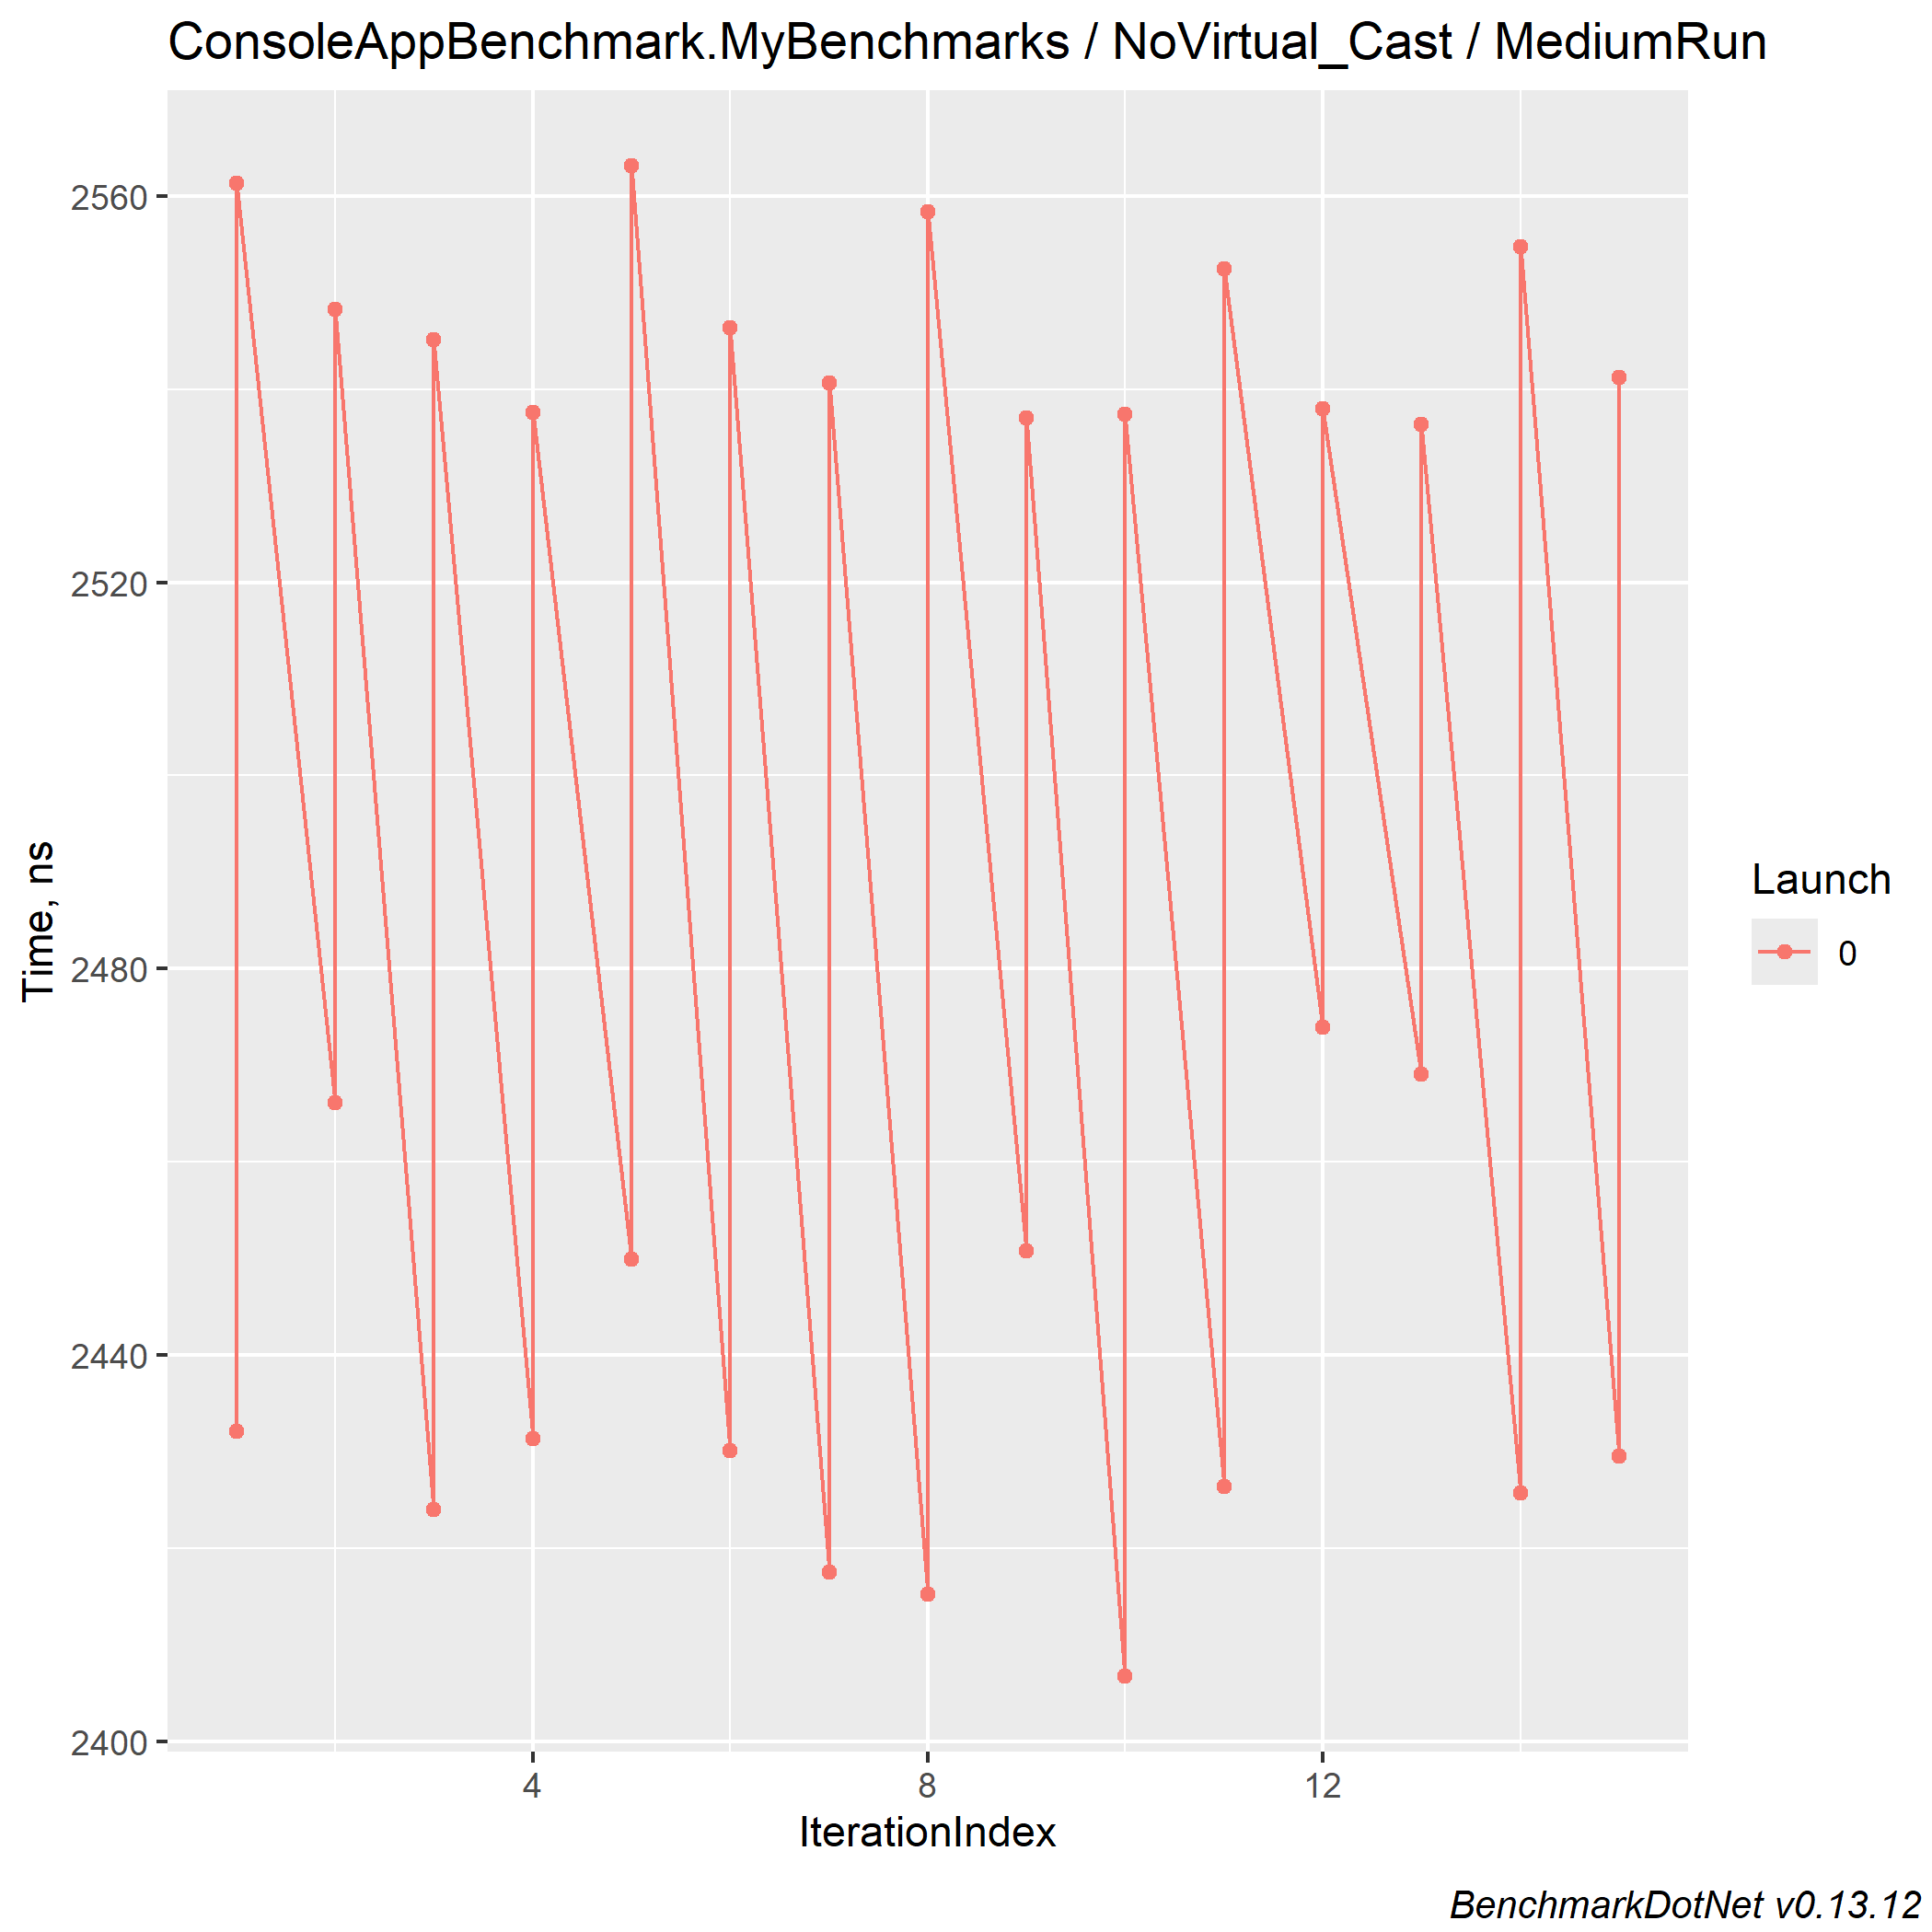 ConsoleAppBenchmark.MyBenchmarks / NoVirtual_Cast / MediumRun
2560
2520
2480
2440
2400
Time, ns
4
8
12
IterationIndex
Launch
0
BenchmarkDotNet v0.13.12